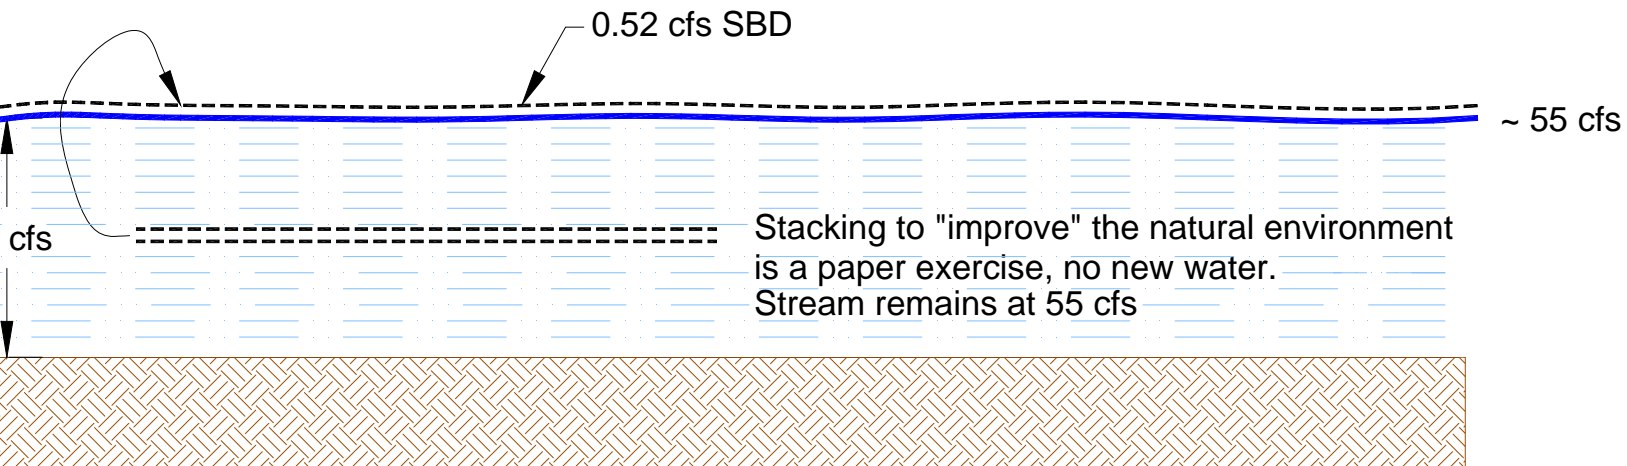 0.52 cfs SBD
~ 55 cfs
cfs
Stacking to "improve" the natural environment
is a paper exercise, no new water.
Stream remains at 55 cfs